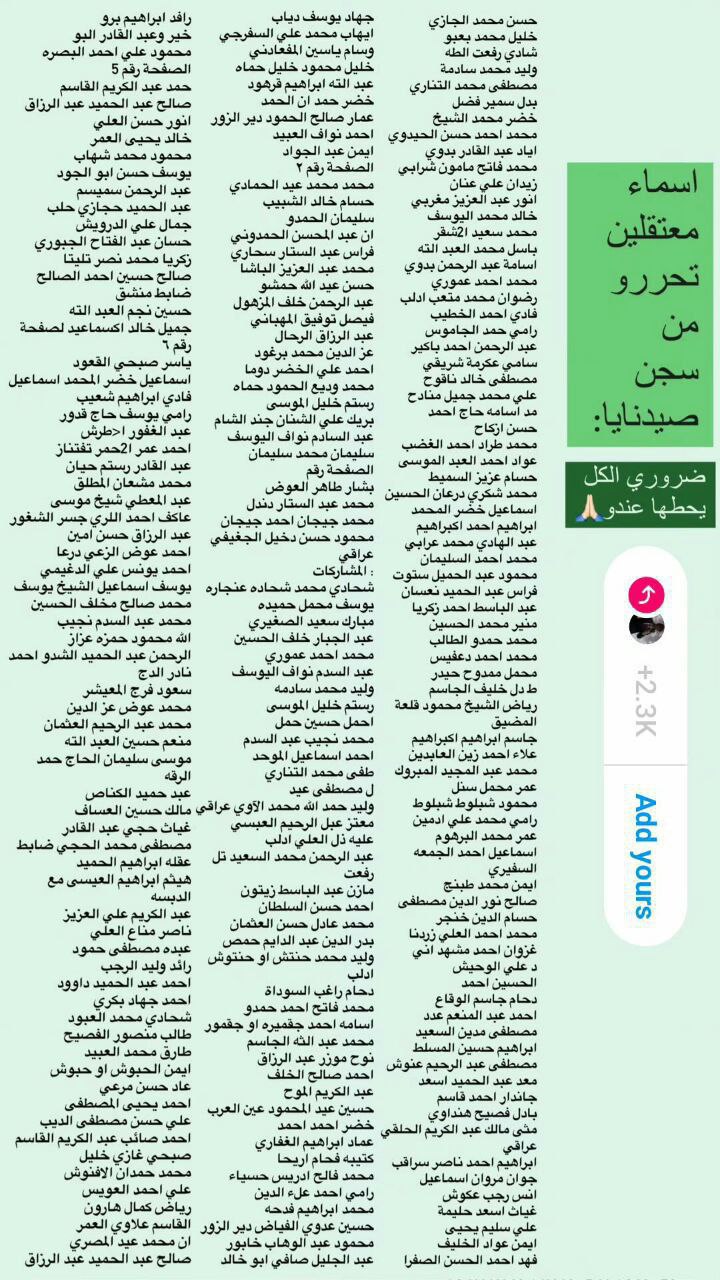 اسماء
معتقلين
تحررو
من
سجن
صيدنايا:
ضروري الكل
يحطها عندو🙏🏻
+2.3K
Add yours
حسن محمد الجازي
خليل محمد بعبو
شادي رفعت الطه
وليد محمد سادمة
مصطفى محمد التناري
بدل سمير فضل
خضر محمد الشيخ
محمد احمد حسن الحيدوي
اياد عبد القادر بدوي
محمد فاتح مامون شرابي
زيدان علي عنان
انور عبد العزيز مغربي
خالد محمد اليوسف
محمد سعيد 2اشقر
باسل محمد العبد الته
اسامة عبد الرحمن بدوي
محمد احمد عموري
رضوان محمد متعب ادلب
فادي احمد الخطيب
رامي حمد الجاموس
عبد الرحمن احمد باكير
سامي عكرمة شريقي
مصطفى خالد ناقوح
علي محمد جميل منادح
مد اسامه حاج احمد
حسن ازكاح
محمد طراد احمد الغضب
عواد احمد العبد الموسى
حسام عزيز السميط
محمد شكري درعان الحسين
اسماعيل خضر المحمد
ابراهيم احمد اكبراهيم
عبد الهادي محمد عرابي
محمد احمد السليمان
محمود عبد الحميل ستوت
فراس عبد الحميد نعسان
عبد الباسط احمد زكريا
منير محمد الحسين
محمد حمدو الطالب
محمد احمد دعفيس
محمل ممدوح حيدر
ط دل خليف الجاسم
رياض الشيخ محمود قلعة
المضيق
جاسم ابراهيم اكبراهيم
علاء احمد زين العابدين
محمد عبد المجيد المبروك
عمر محمل سنل
محمود شبلوط شبلوط
رامي محمد علي ادمين
عمر محمد البرهوم
اسماعيل احمد الجمعه
السفيري
ايمن محمد طبنج
صالح نور الدين مصطفى
حسام الدين خنجر
محمد احمد العلي زردنا
غزوان احمد مشهد اني
د علي الوحيش
الحسين احمد
دحام جاسم الوقاع
احمد عبد المنعم عدد
مصطفى مدين السعيد
ابراهيم حسين المسلط
مصطفى عبد الرحيم عنوش
معد عبد الحميد اسعد
جاندار احمد قاسم
بادل فصيح هنداوي
مثى مالك عبد الكريم الحلقي
عراقي
ابراهيم احمد ناصر سراقب
جوان مروان اسماعيل
انس رجب عكوش
غياث اسعد حليمة
علي سليم يحيى
ايمن عواد الخليف
فهد احمد الحسن الصفرا
جهاد يوسف دياب
ايهاب محمد علي السفرجي
وسام ياسين المفعادني
خليل محمود خليل حماه
عبد الته ابراهيم قرهود
خضر حمد ان الحمد
عمار صالح الحمود دير الزور
احمد نواف العبيد
ايمن عبد الجواد
الصفحة رقم ٢
محمد محمد عيد الحمادي
حسام خالد الشبيب
سليمان الحمدو
ان عبد المحسن الحمدوني
فراس عبد الستار سحاري
محمد عبد العزيز الباشا
حسن عبد الله حمشو
عبد الرحمن خلف المزهول
فيصل توفيق المهباني
عبد الرزاق الرحال
عز الدين محمد برغود
احمد علي الخضر دوما
محمد وديع الحمود حماه
رستم خليل الموسى
بريك علي الشنان جند الشام
عبد السادم نواف اليوسف
سليمان محمد سليمان
الصفحة رقم
بشار طاهر العوض
محمد عبد الستار دندل
محمد جيجان احمد جيجان
محمود حسن دخيل الجغيفي
عراقي
: المشاركات
شحادي محمد شحاده عنجاره
يوسف محمل حميده
مبارك سعيد الصغيري
عبد الجبار خلف الحسين
محمد احمد عموري
عبد السدم نواف اليوسف
وليد محمد سادمه
رستم خليل الموسى
احمل حسين حمل
محمد نجيب عبد السدم
احمد اسماعيل الموحد
طفى محمد التناري
ل مصطفى عيد
وليد حمد الله محمد الآوي عراقي
معتز عبل الرحيم العبسي
عليه ذل العلي ادلب
عبد الرحمن محمد السعيد تل
رفعت
مازن عبد الباسط زيتون
احمد حسن السلطان
محمد عادل حسن العثمان
بدر الدين عبد الدايم حمص
وليد محمد حنتش او حنتوش
ادلب
دحام راغب السوداة
محمد فاتح احمد حمدو
اسامه احمد جقميره او جقمور
محمد عبد الثه الجاسم
نوح موزر عبد الرزاق
احمد صالح الخلف
عبد الكريم الموح
حسين عيد المحمود عين العرب
خضر احمد احمد
عماد ابراهيم الغفاري
كتيبه فحام اريحا
محمد فالح ادريس حسياء
رامي احمد علء الدين
محمد ابراهيم فدحه
حسين عدوي الفياض دير الزور
محمود عبد الوهاب خابور
عبد الجليل صافي ابو خالد
رافد ابراهيم برو
خير وعبد القادر البو
محمود علي احمد البصره
الصفحة رقم 5
حمد عبد الكريم القاسم
صالح عبد الحميد عبد الرزاق
انور حسن العلي
خالد يحيى العمر
محمود محمد شهاب
يوسف حسن ابو الجود
عبد الرحمن سميسم
عبد الحميد حجازي حلب
جمال علي الدرويش
حسان عبد الفتاح الجبوري
زكريا محمد نصر تليتا
صالح حسين احمد الصالح
ضابط منشق
حسين نجم العبد الته
جميل خالد اكسماعيد لصفحة
رقم ٦
ياسر صبحي القعود
اسماعيل خضر المحمد اسماعيل
فادي ابراهيم شعيب
رامي يوسف حاج قدور
عبد الغفور ا<طرش
احمد عمر ا2حمر تفتناز
عبد القادر رستم حيان
محمد مشعان المطلق
عبد المعطي شيخ موسى
عاكف احمد اللري جسر الشغور
عبد الرزاق حسن امين
احمد عوض الزعي درعا
احمد يونس علي الدغيمي
يوسف اسماعيل الشيخ يوسف
محمد صالح مخلف الحسين
محمد عبد السدم نجيب
الله محمود حمزه عزاز
الرحمن عبد الحميد الشدو احمد
نادر الدج
سعود فرج المعيشر
محمد عوض عز الدين
محمد عبد الرحيم العثمان
منعم حسين العبد الته
موسى سليمان الحاج حمد
الرقه
عبد حميد الكناص
مالك حسين العساف
غياث حجي عبد القادر
مصطفى محمد الحجي ضابط
عقله ابراهيم الحميد
هيثم ابراهيم العيسى مع
الدبسه
عبد الكريم علي العزيز
ناصر مناع العلي
عبده مصطفى حمود
رائد وليد الرجب
احمد عبد الحميد داوود
احمد جهاد بكري
شحادي محمد العبود
طالب منصور الفصيح
طارق محمد العبيد
ايمن الحبوش او حبوش
عاد حسن مرعي
احمد يحيى المصطفى
علي حسن مصطفى الديب
احمد صائب عبد الكريم القاسم
صبحي غازي خليل
محمد حمدان الافنوش
علي احمد العويس
رياض كمال هارون
القاسم علاوي العمر
ان محمد عيد المصري
صالح عبد الحميد عبد الرزاق